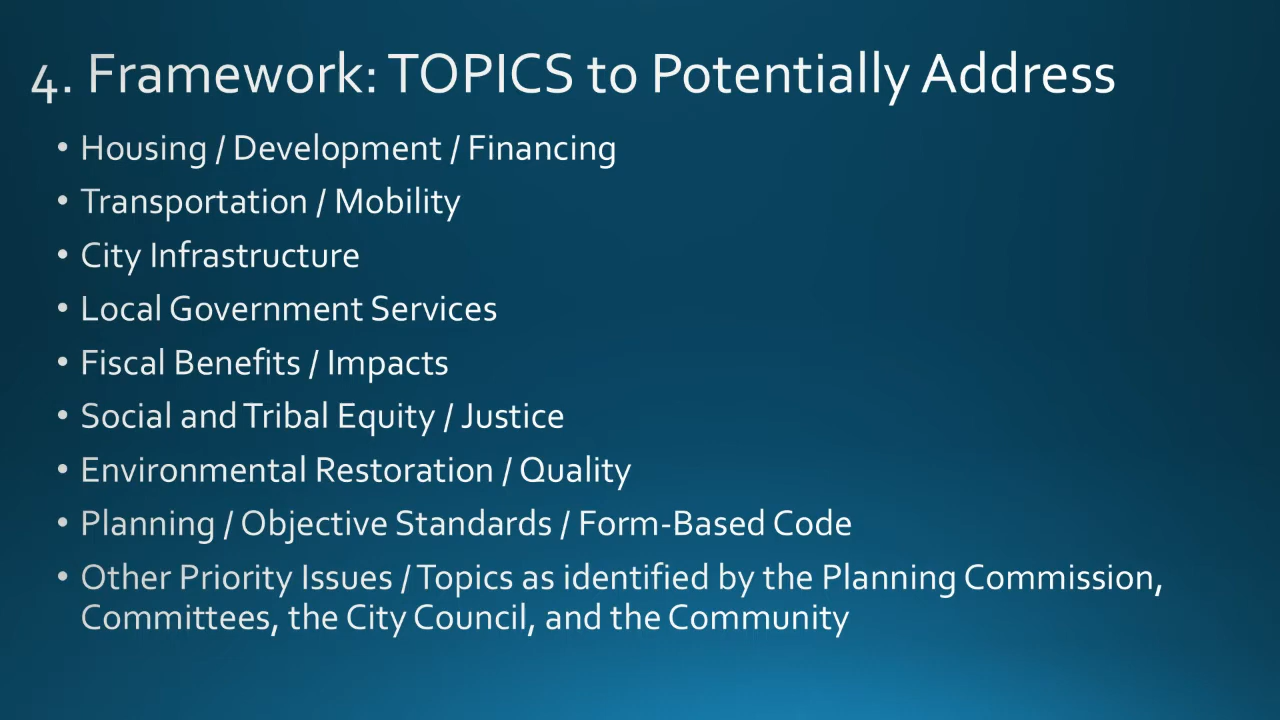 4. Framework: TOPICS to Potentially Address
• Housing / Development / Financing
• Transportation / Mobility
• City Infrastructure
• Local Government Services
• Fiscal Benefits / Impacts
• Social and Tribal Equity / Justice
• Environmental Restoration / Quality
• Planning / Objective Standards / Form-Based Code
• Other Priority Issues / Topics as identified by the Planning Commission,
Committees, the City Council, and the Community